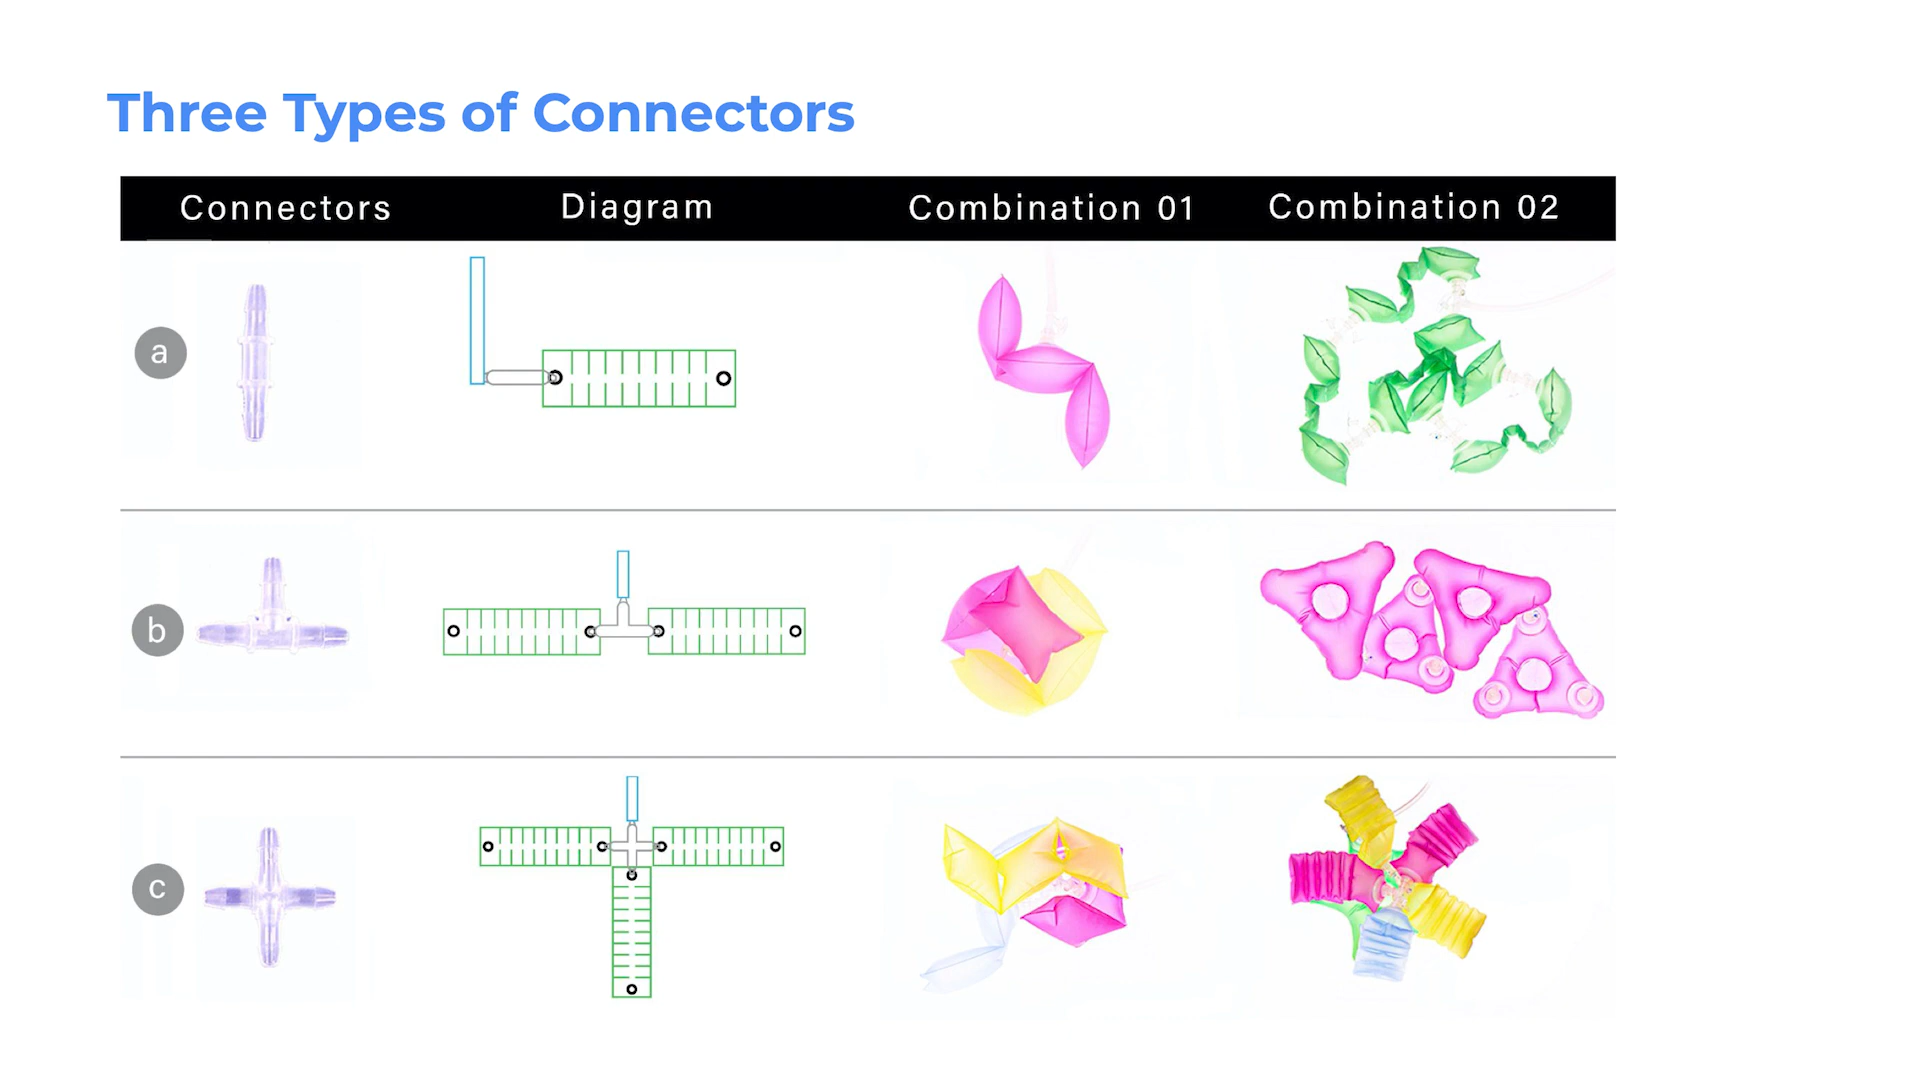 Three Types of Connectors
Connectors Diagram Combination 01 Combination 02
a
b
c